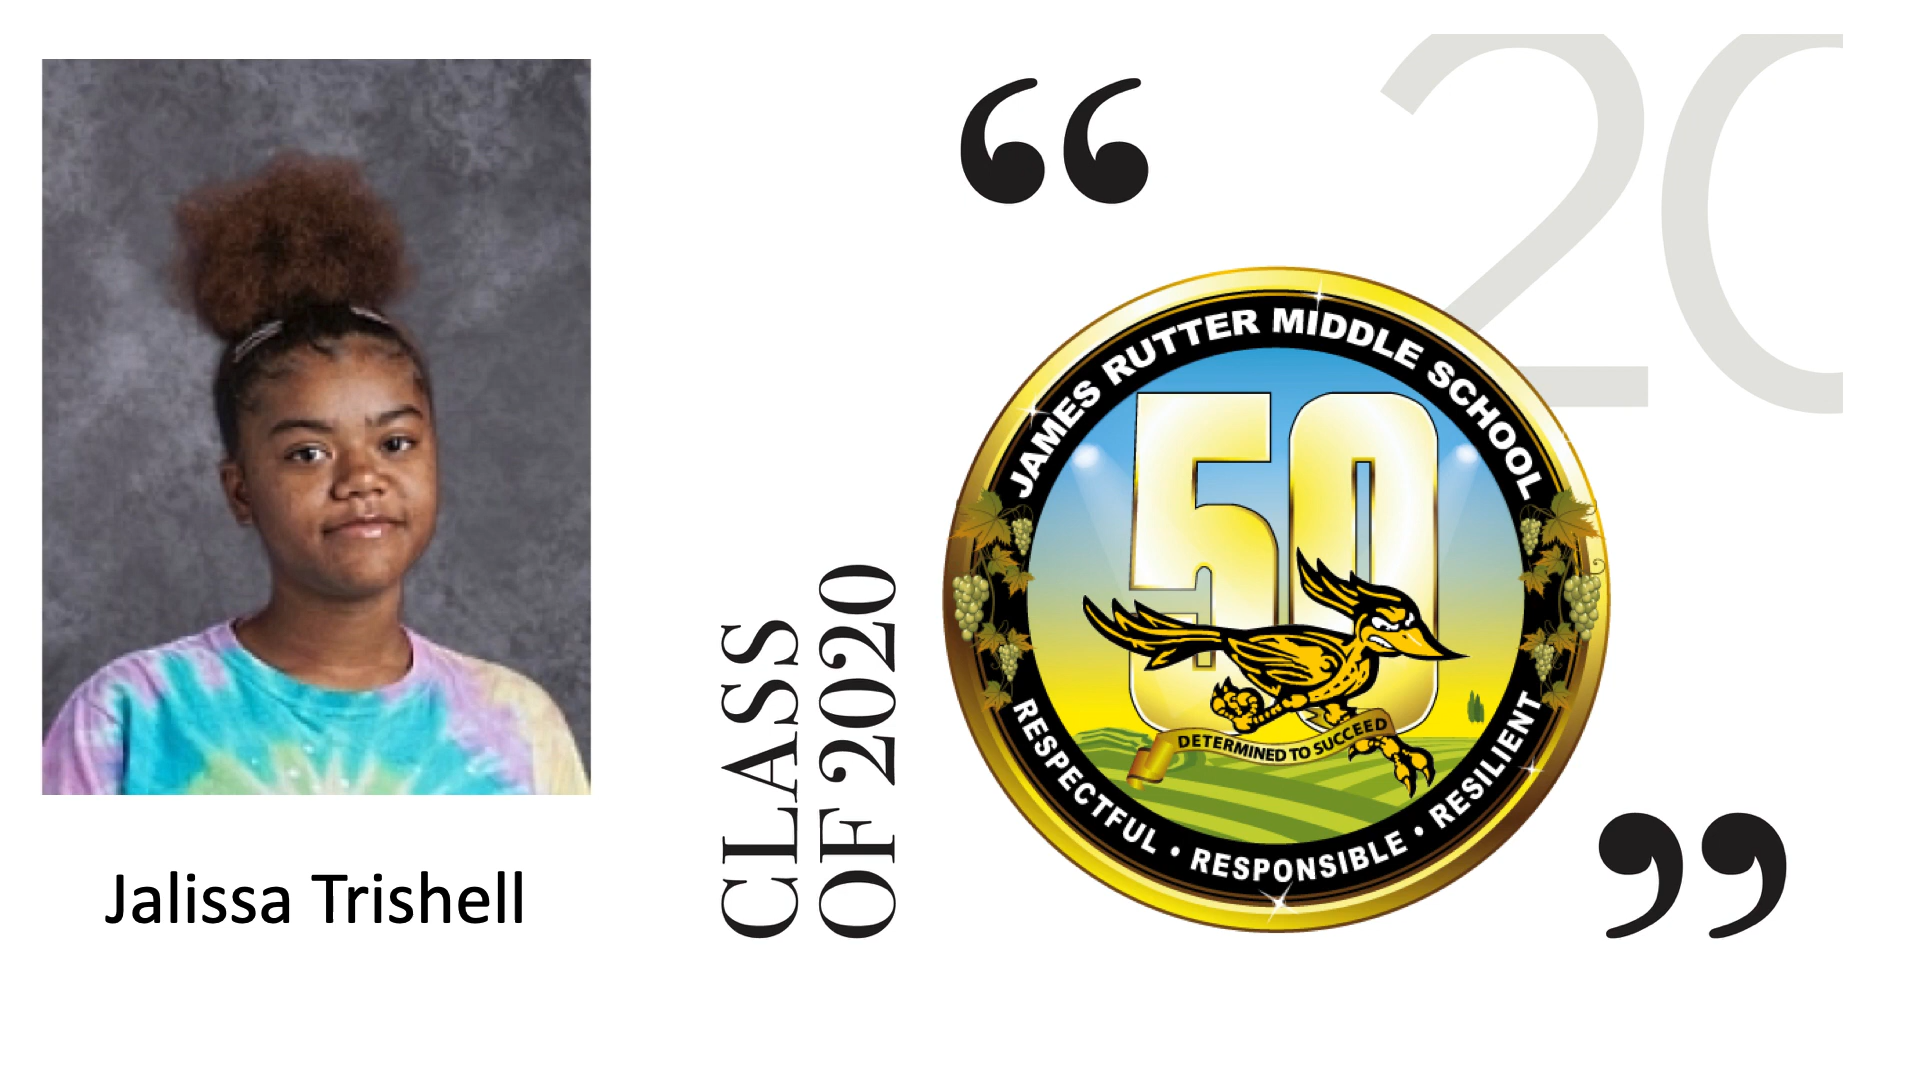 Jalissa Trishell
CLASS
OF 2020
“
20
JAMES RUTTER MIDDLE SCHOOL
50
DETERMINED TO SUCCEED
RESPECTFUL • RESPONSIBLE • RESILIENT
”